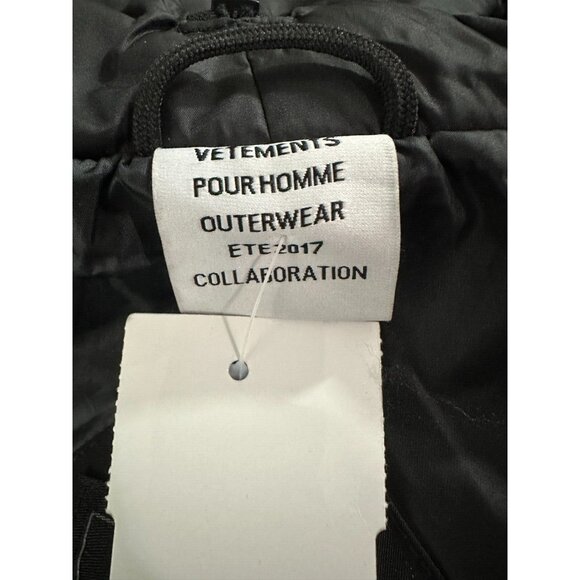 VETEMENTS
POUR HOMME
OUTERWEAR
ETE 2017
COLLABORATION